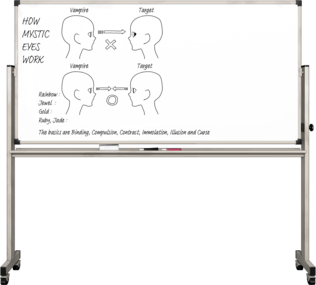 HOW
MYSTIC
EYES
WORK
Vampire Target
Vampire Target
Rainbow :
Jewel :
Gold :
Ruby, Jade :
The basics are Binding, Compulsion, Contract, Immolation, Illusion and Curse